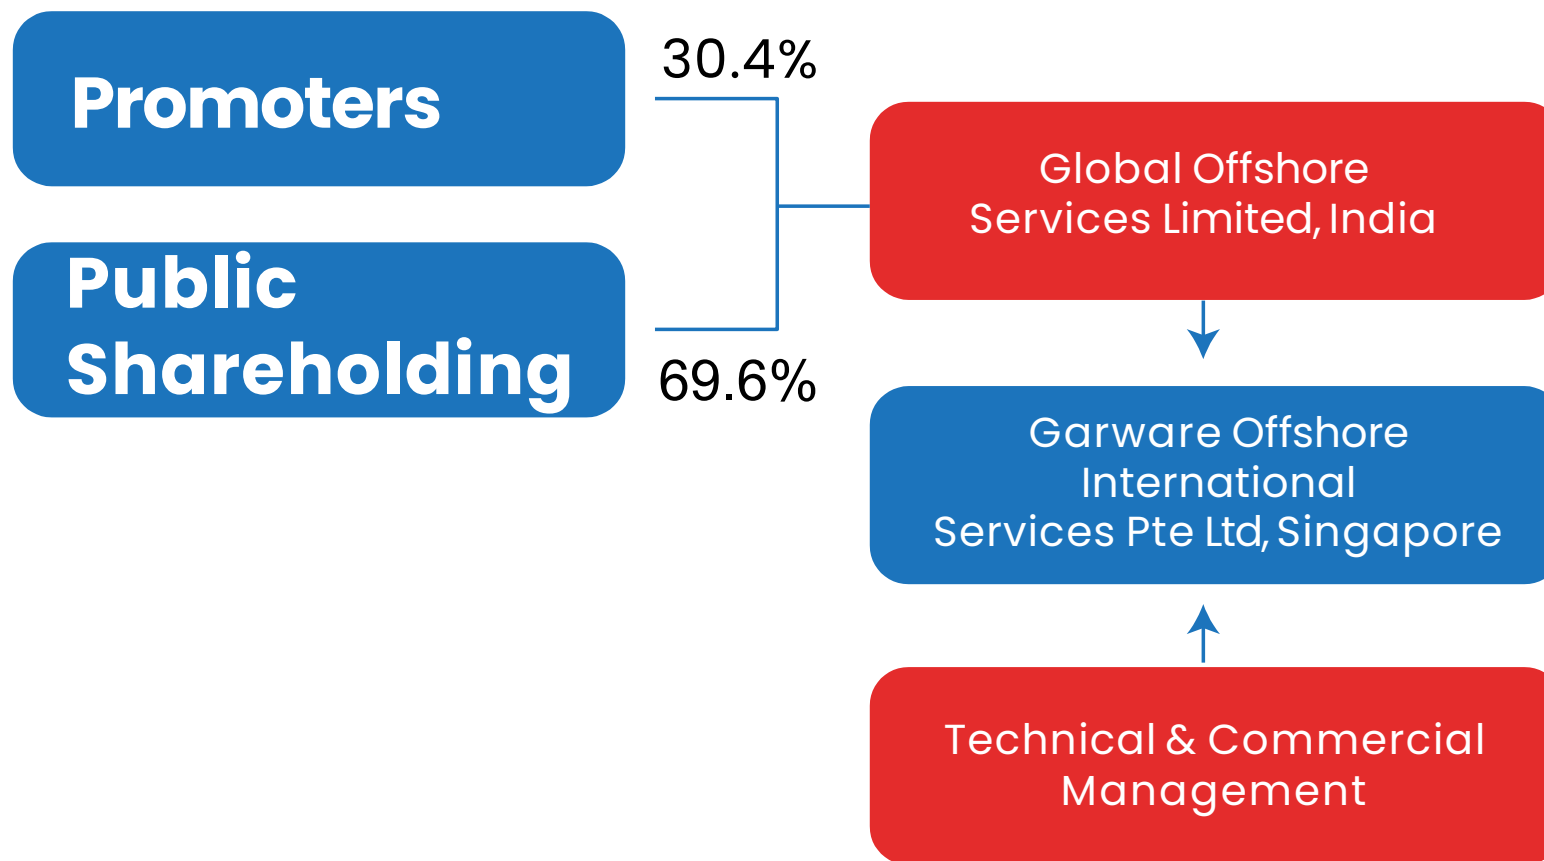 Promoters
30.4%
Public
Shareholding
69.6%
Global Offshore
Services Limited, India
Garware Offshore
International
Services Pte Ltd, Singapore
Technical & Commercial
Management